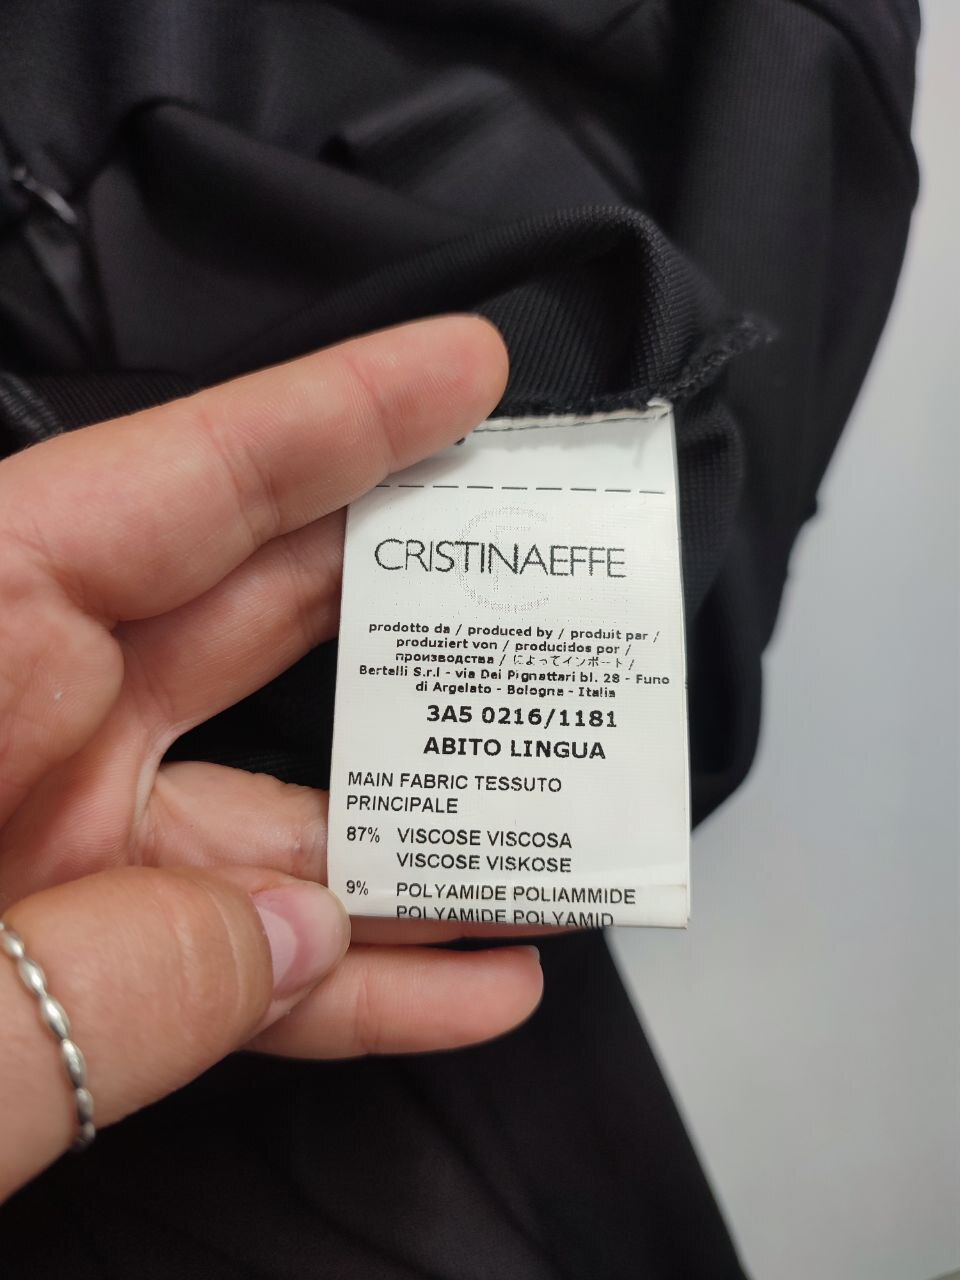 CRISTINAEFFE
prodotto da / produced by / produit par /
produziert von / producidos por /
производства / によってインポート /
Bertelli S.r.l - via Dei Pignattari bl. 28 - Funo
di Argelato - Bologna - Italia
3A5 0216/1181
ABITO LINGUA
MAIN FABRIC TESSUTO
PRINCIPALE
87% VISCOSE VISCOSA
VISCOSE VISKOSE
9% POLYAMIDE POLIAMMIDE
POLYAMIDE POLYAMID